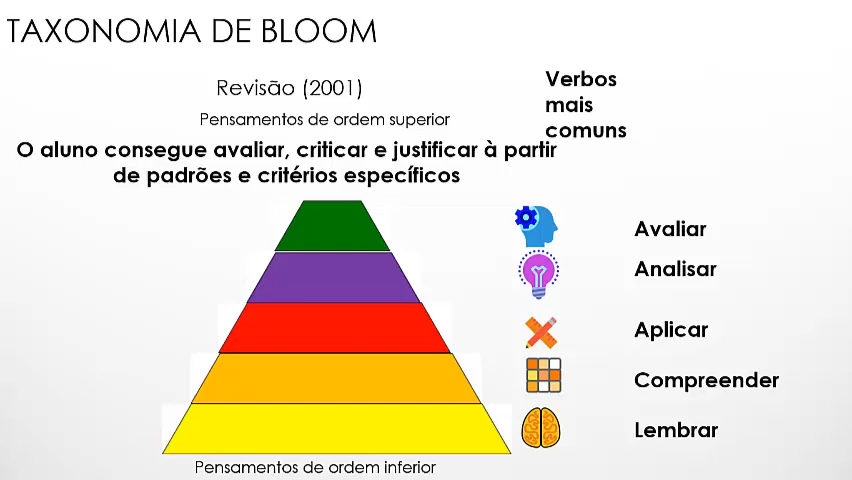 TAXONOMIA DE BLOOM
Revisão (2001)
Pensamentos de ordem superior
Verbos
mais
comuns
O aluno consegue avaliar, criticar e justificar à partir
de padrões e critérios específicos
Avaliar
Analisar
Aplicar
Compreender
Lembrar
Pensamentos de ordem inferior